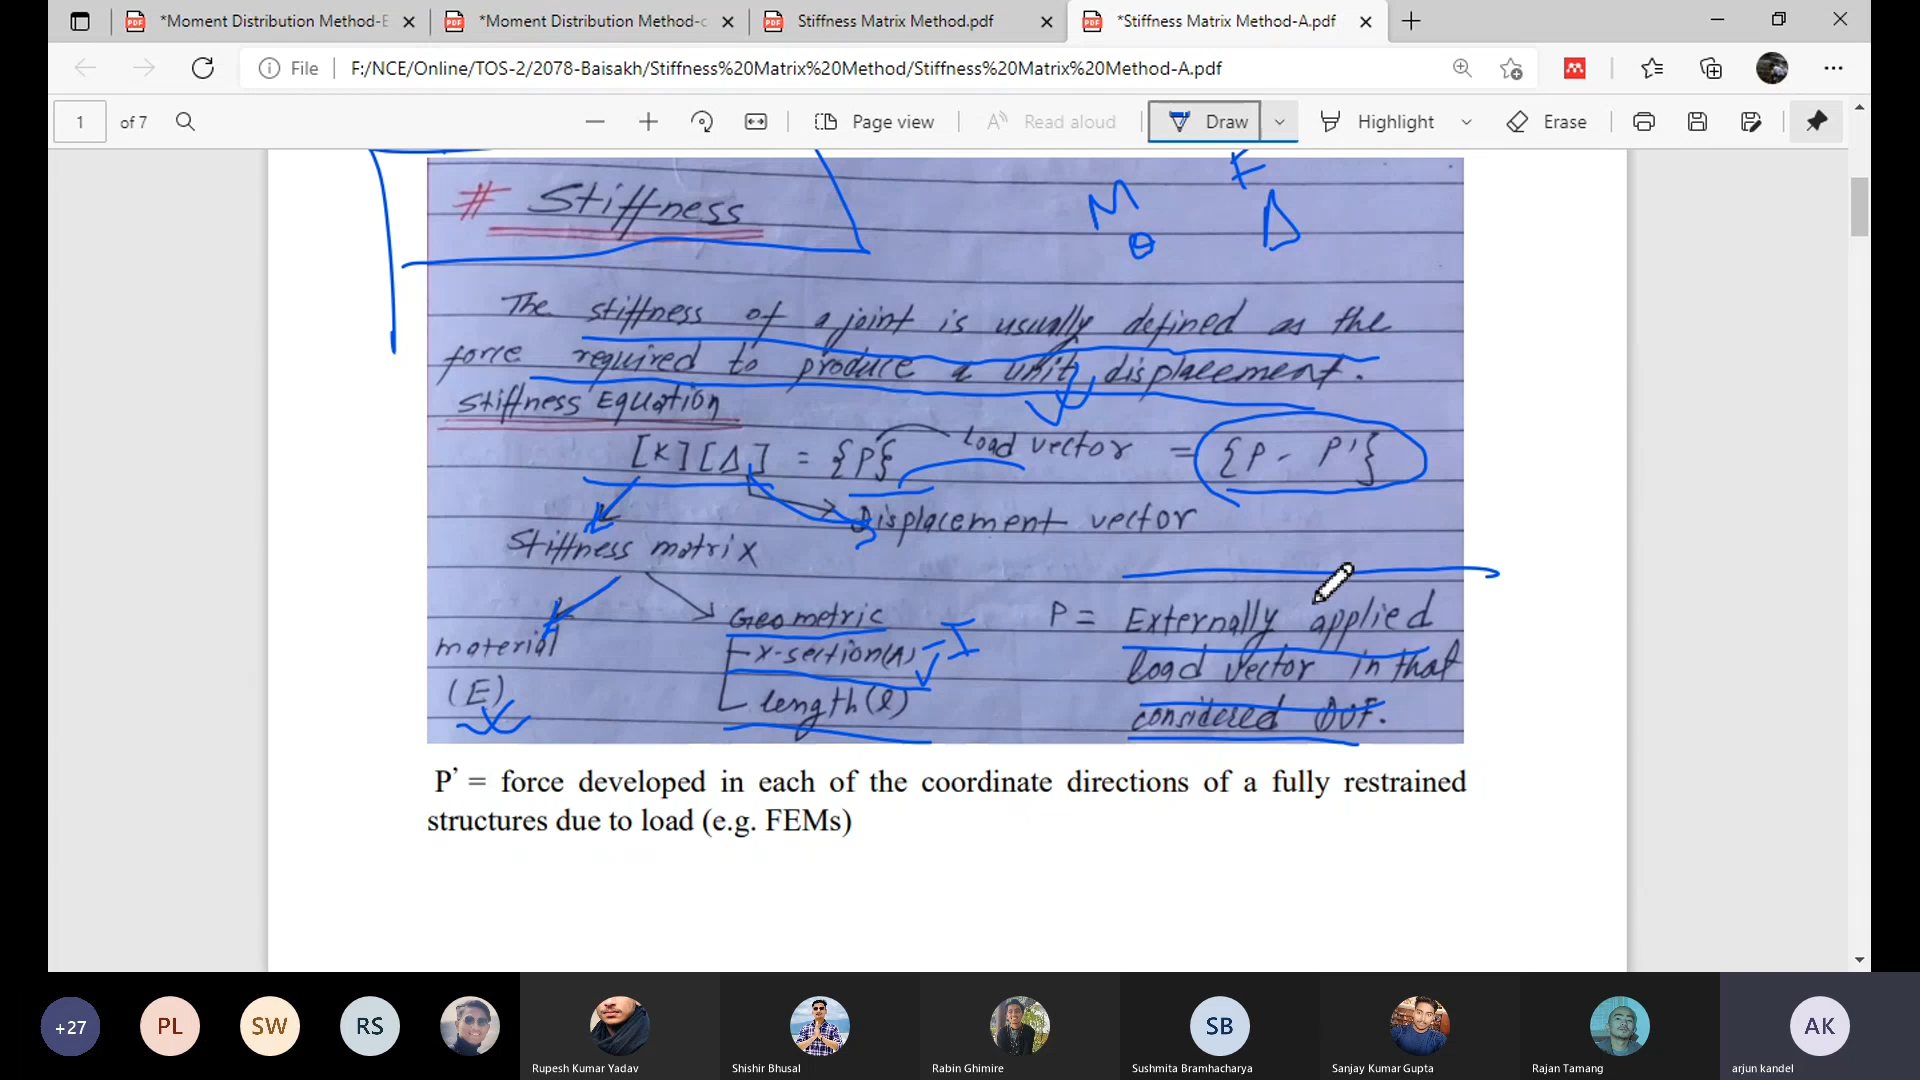 *Moment Distribution Method-E
*Moment Distribution Method-c
Stiffness Matrix Method.pdf
*Stiffness Matrix Method-A.pdf
File
F:/NCE/Online/TOS-2/2078-Baisakh/Stiffness%20Matrix%20Method/Stiffness%20Matrix%20Method-A.pdf
1 of 7
Page view
Read aloud
Draw
Highlight
Erase
F
M
Δ
θ
# Stiffness
The stiffness of a joint is usually defined as the
force required to produce a unit displacement.
Stiffness Equation
[K][Δ] = {P} Load vector = {P - P'}
Displacement vector
Stiffness matrix
Geometric
P = Externally applied
material
X-section(A) I
load vector in that
(E)
length(l)
considered DOF.
P’ = force developed in each of the coordinate directions of a fully restrained
structures due to load (e.g. FEMs)
+27
PL
SW
RS
SB
AK
Rupesh Kumar Yadav
Shishir Bhusal
Rabin Ghimire
Sushmita Bramhacharya
Sanjay Kumar Gupta
Rajan Tamang
arjun kandel